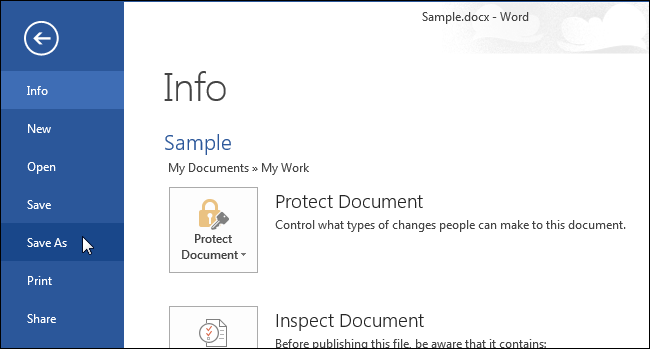 Sample.docx - Word
Info
New
Open
Save
Save As
Print
Share
Info
Sample
My Documents » My Work
Protect
Document
Protect Document
Control what types of changes people can make to this document.
Inspect Document
Before publishing this file, be aware that it contains: